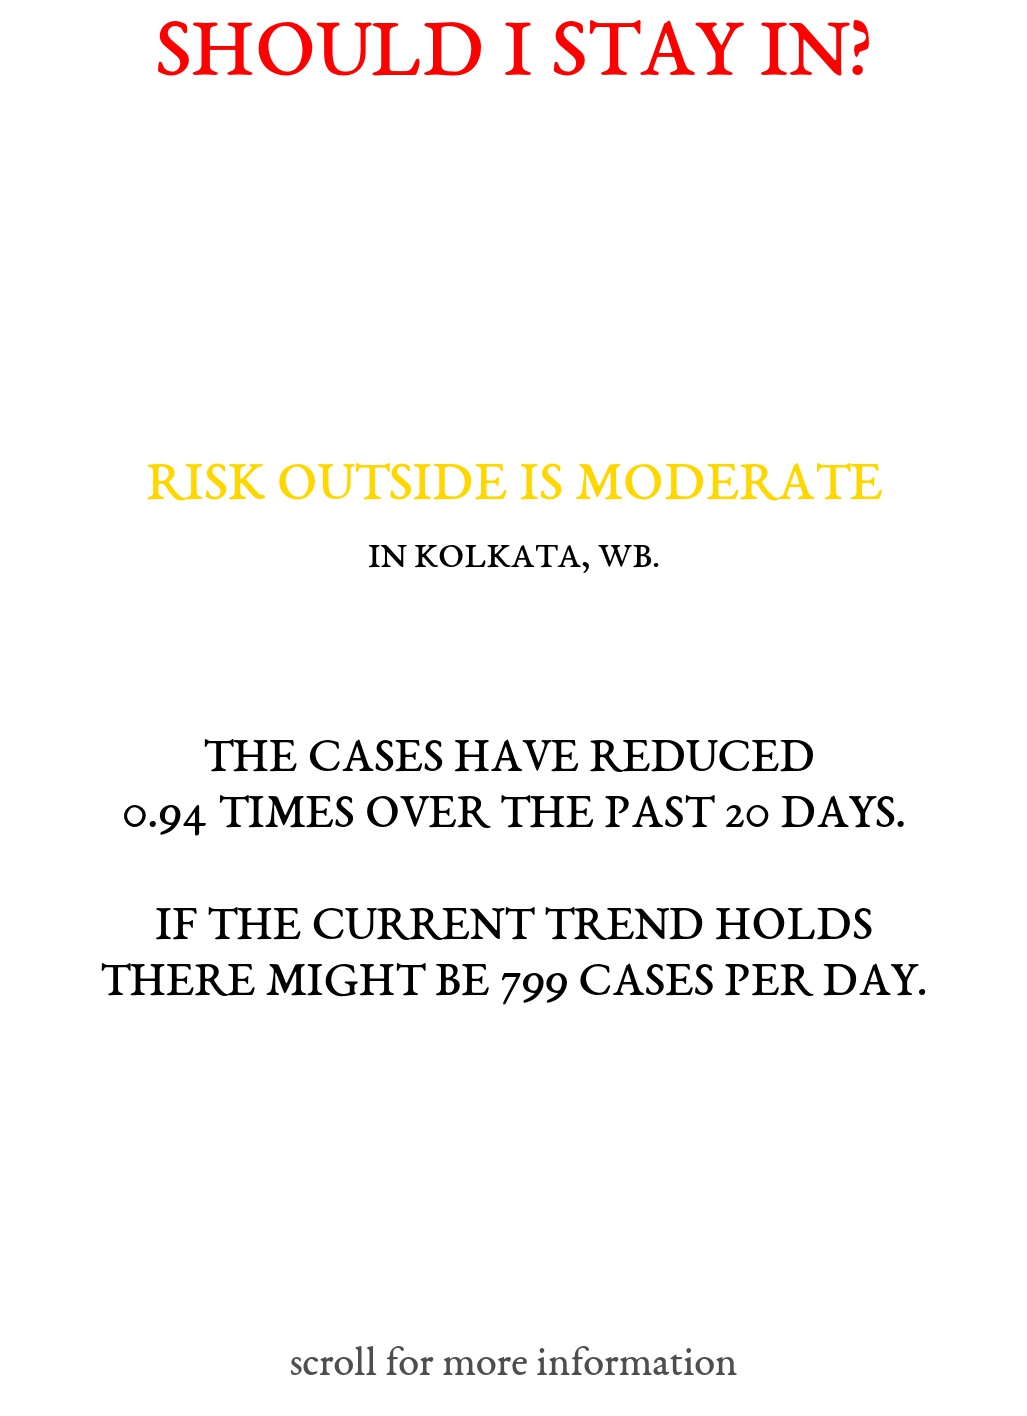 SHOULD I STAY IN?
RISK OUTSIDE IS MODERATE
IN KOLKATA, WB.
THE CASES HAVE REDUCED
0.94 TIMES OVER THE PAST 20 DAYS.
IF THE CURRENT TREND HOLDS
THERE MIGHT BE 799 CASES PER DAY.
scroll for more information